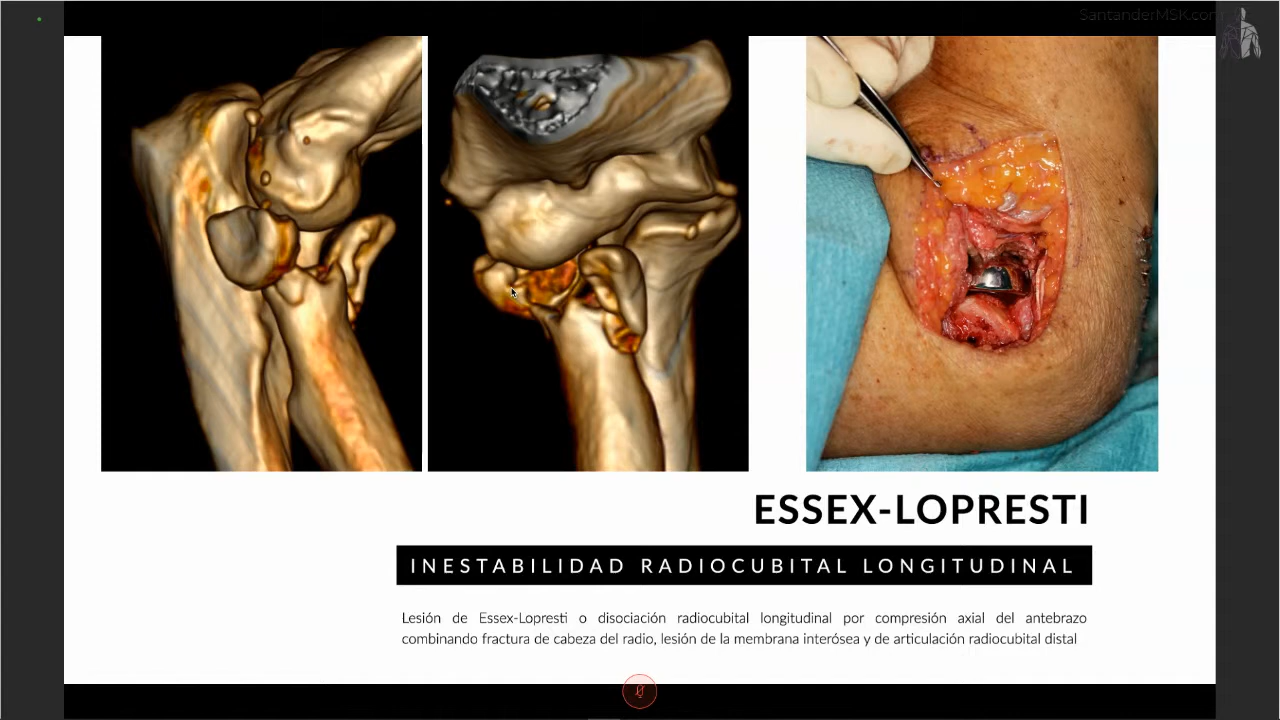 SantanderMSK.com
ESSEX-LOPRESTI
INESTABILIDAD RADIOCUBITAL LONGITUDINAL
Lesión de Essex-Lopresti o disociación radiocubital longitudinal por compresión axial del antebrazo
combinando fractura de cabeza del radio, lesión de la membrana interósea y de articulación radiocubital distal